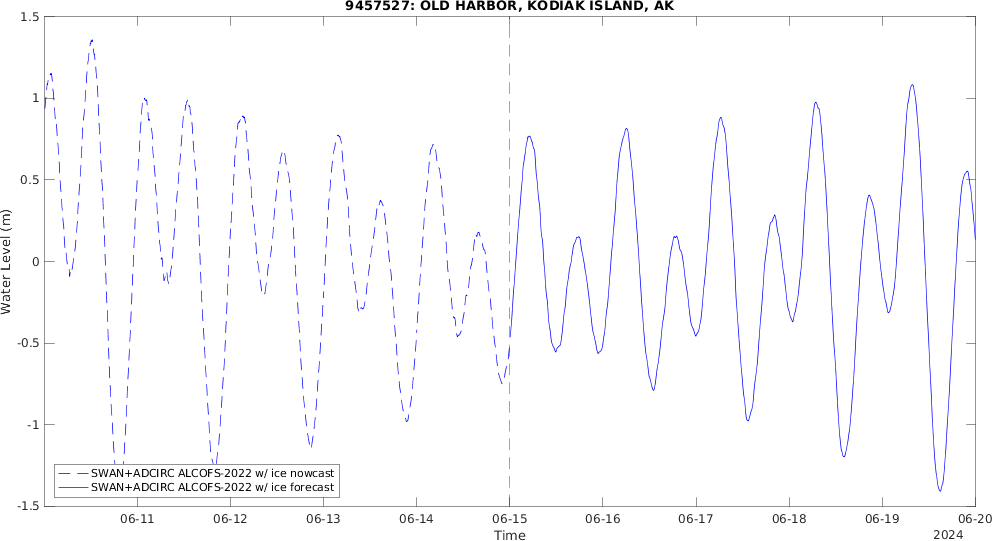 9457527: OLD HARBOR, KODIAK ISLAND, AK
1.5
1
0.5
0
-0.5
-1
-1.5
Water Level (m)
SWAN+ADCIRC ALCOFS-2022 w/ ice nowcast
SWAN+ADCIRC ALCOFS-2022 w/ ice forecast
06-11 06-12 06-13 06-14 06-15 06-16 06-17 06-18 06-19 06-20
Time
2024